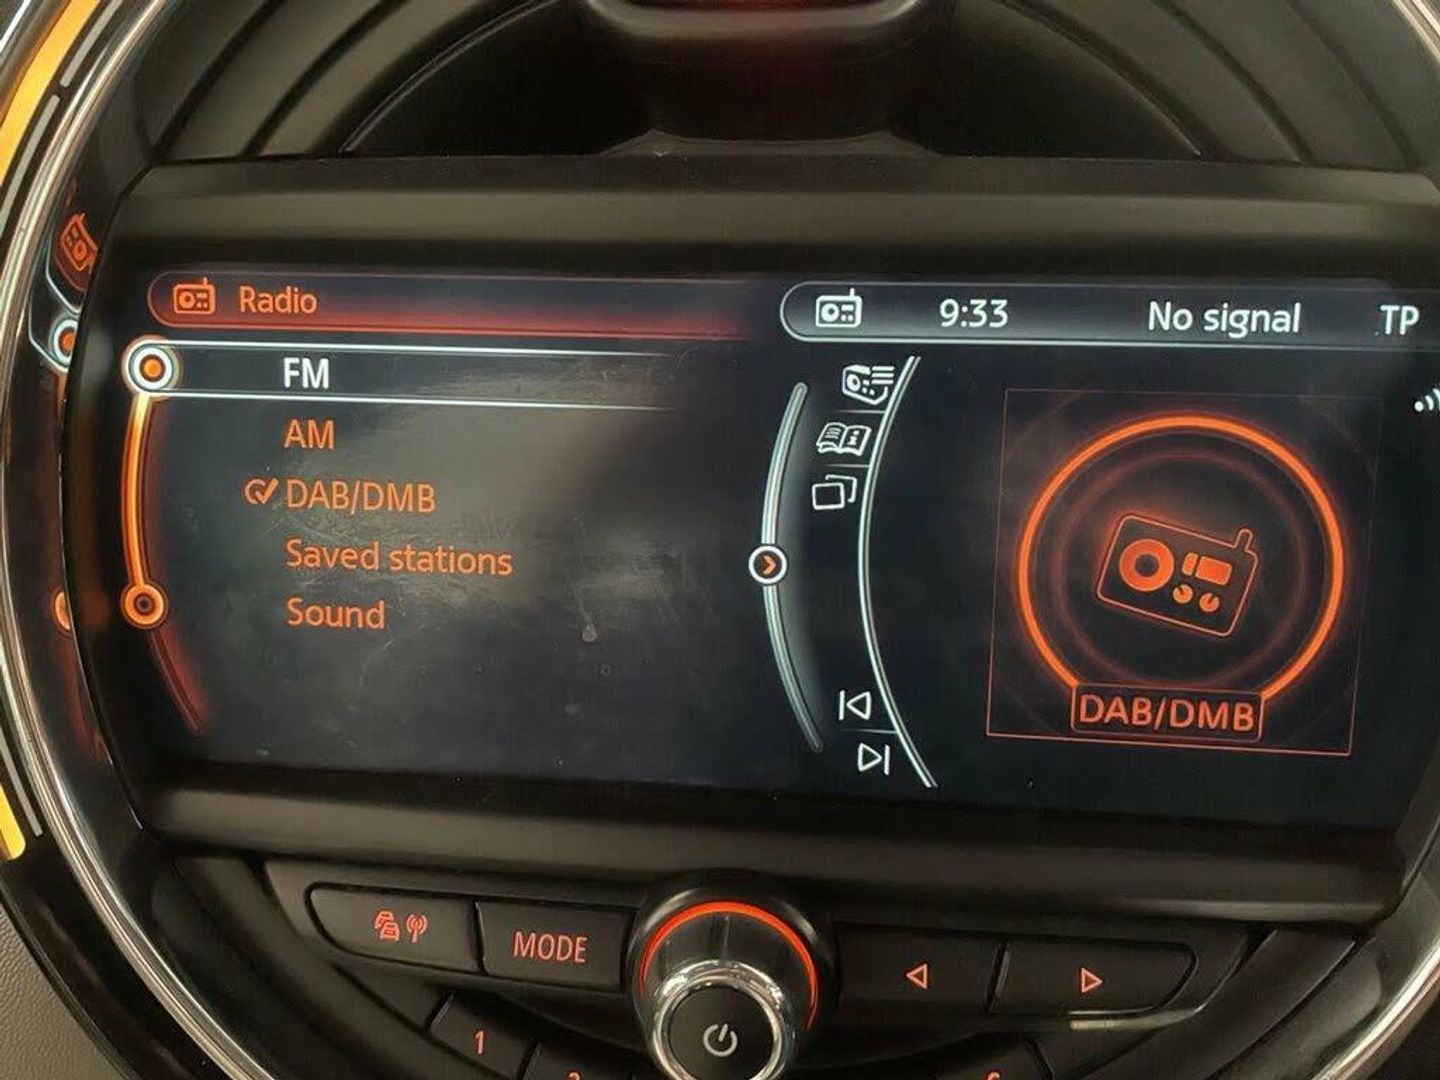 Radio
9:33 No signal TP
FM
AM
DAB/DMB
Saved stations
Sound
DAB/DMB
MODE
1